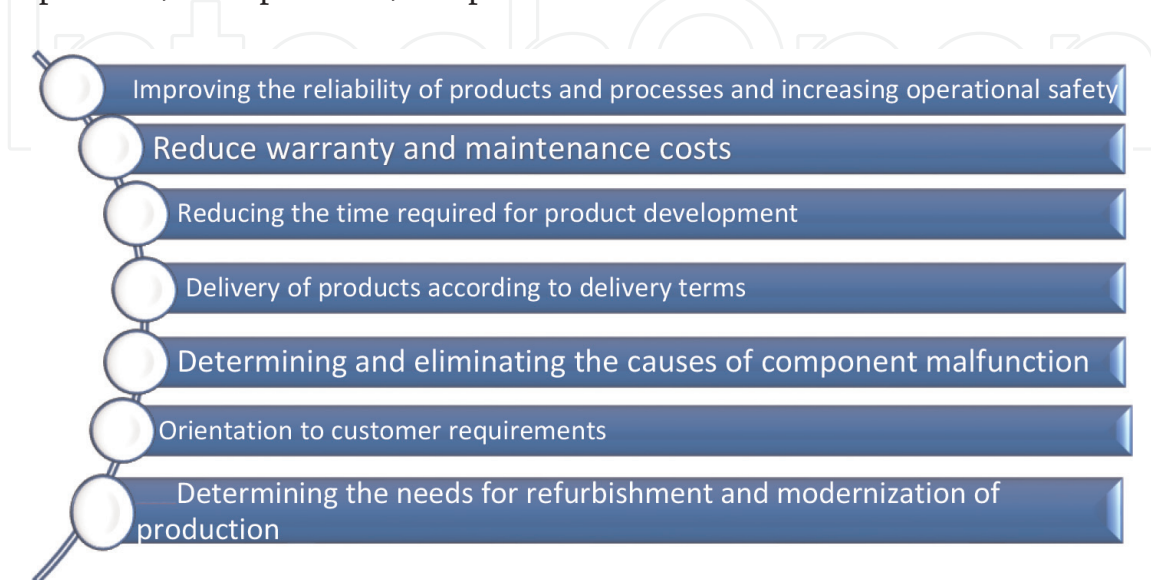 Improving the reliability of products and processes and increasing operational safety
Reduce warranty and maintenance costs
Reducing the time required for product development
Delivery of products according to delivery terms
Determining and eliminating the causes of component malfunction
Orientation to customer requirements
Determining the needs for refurbishment and modernization of
production